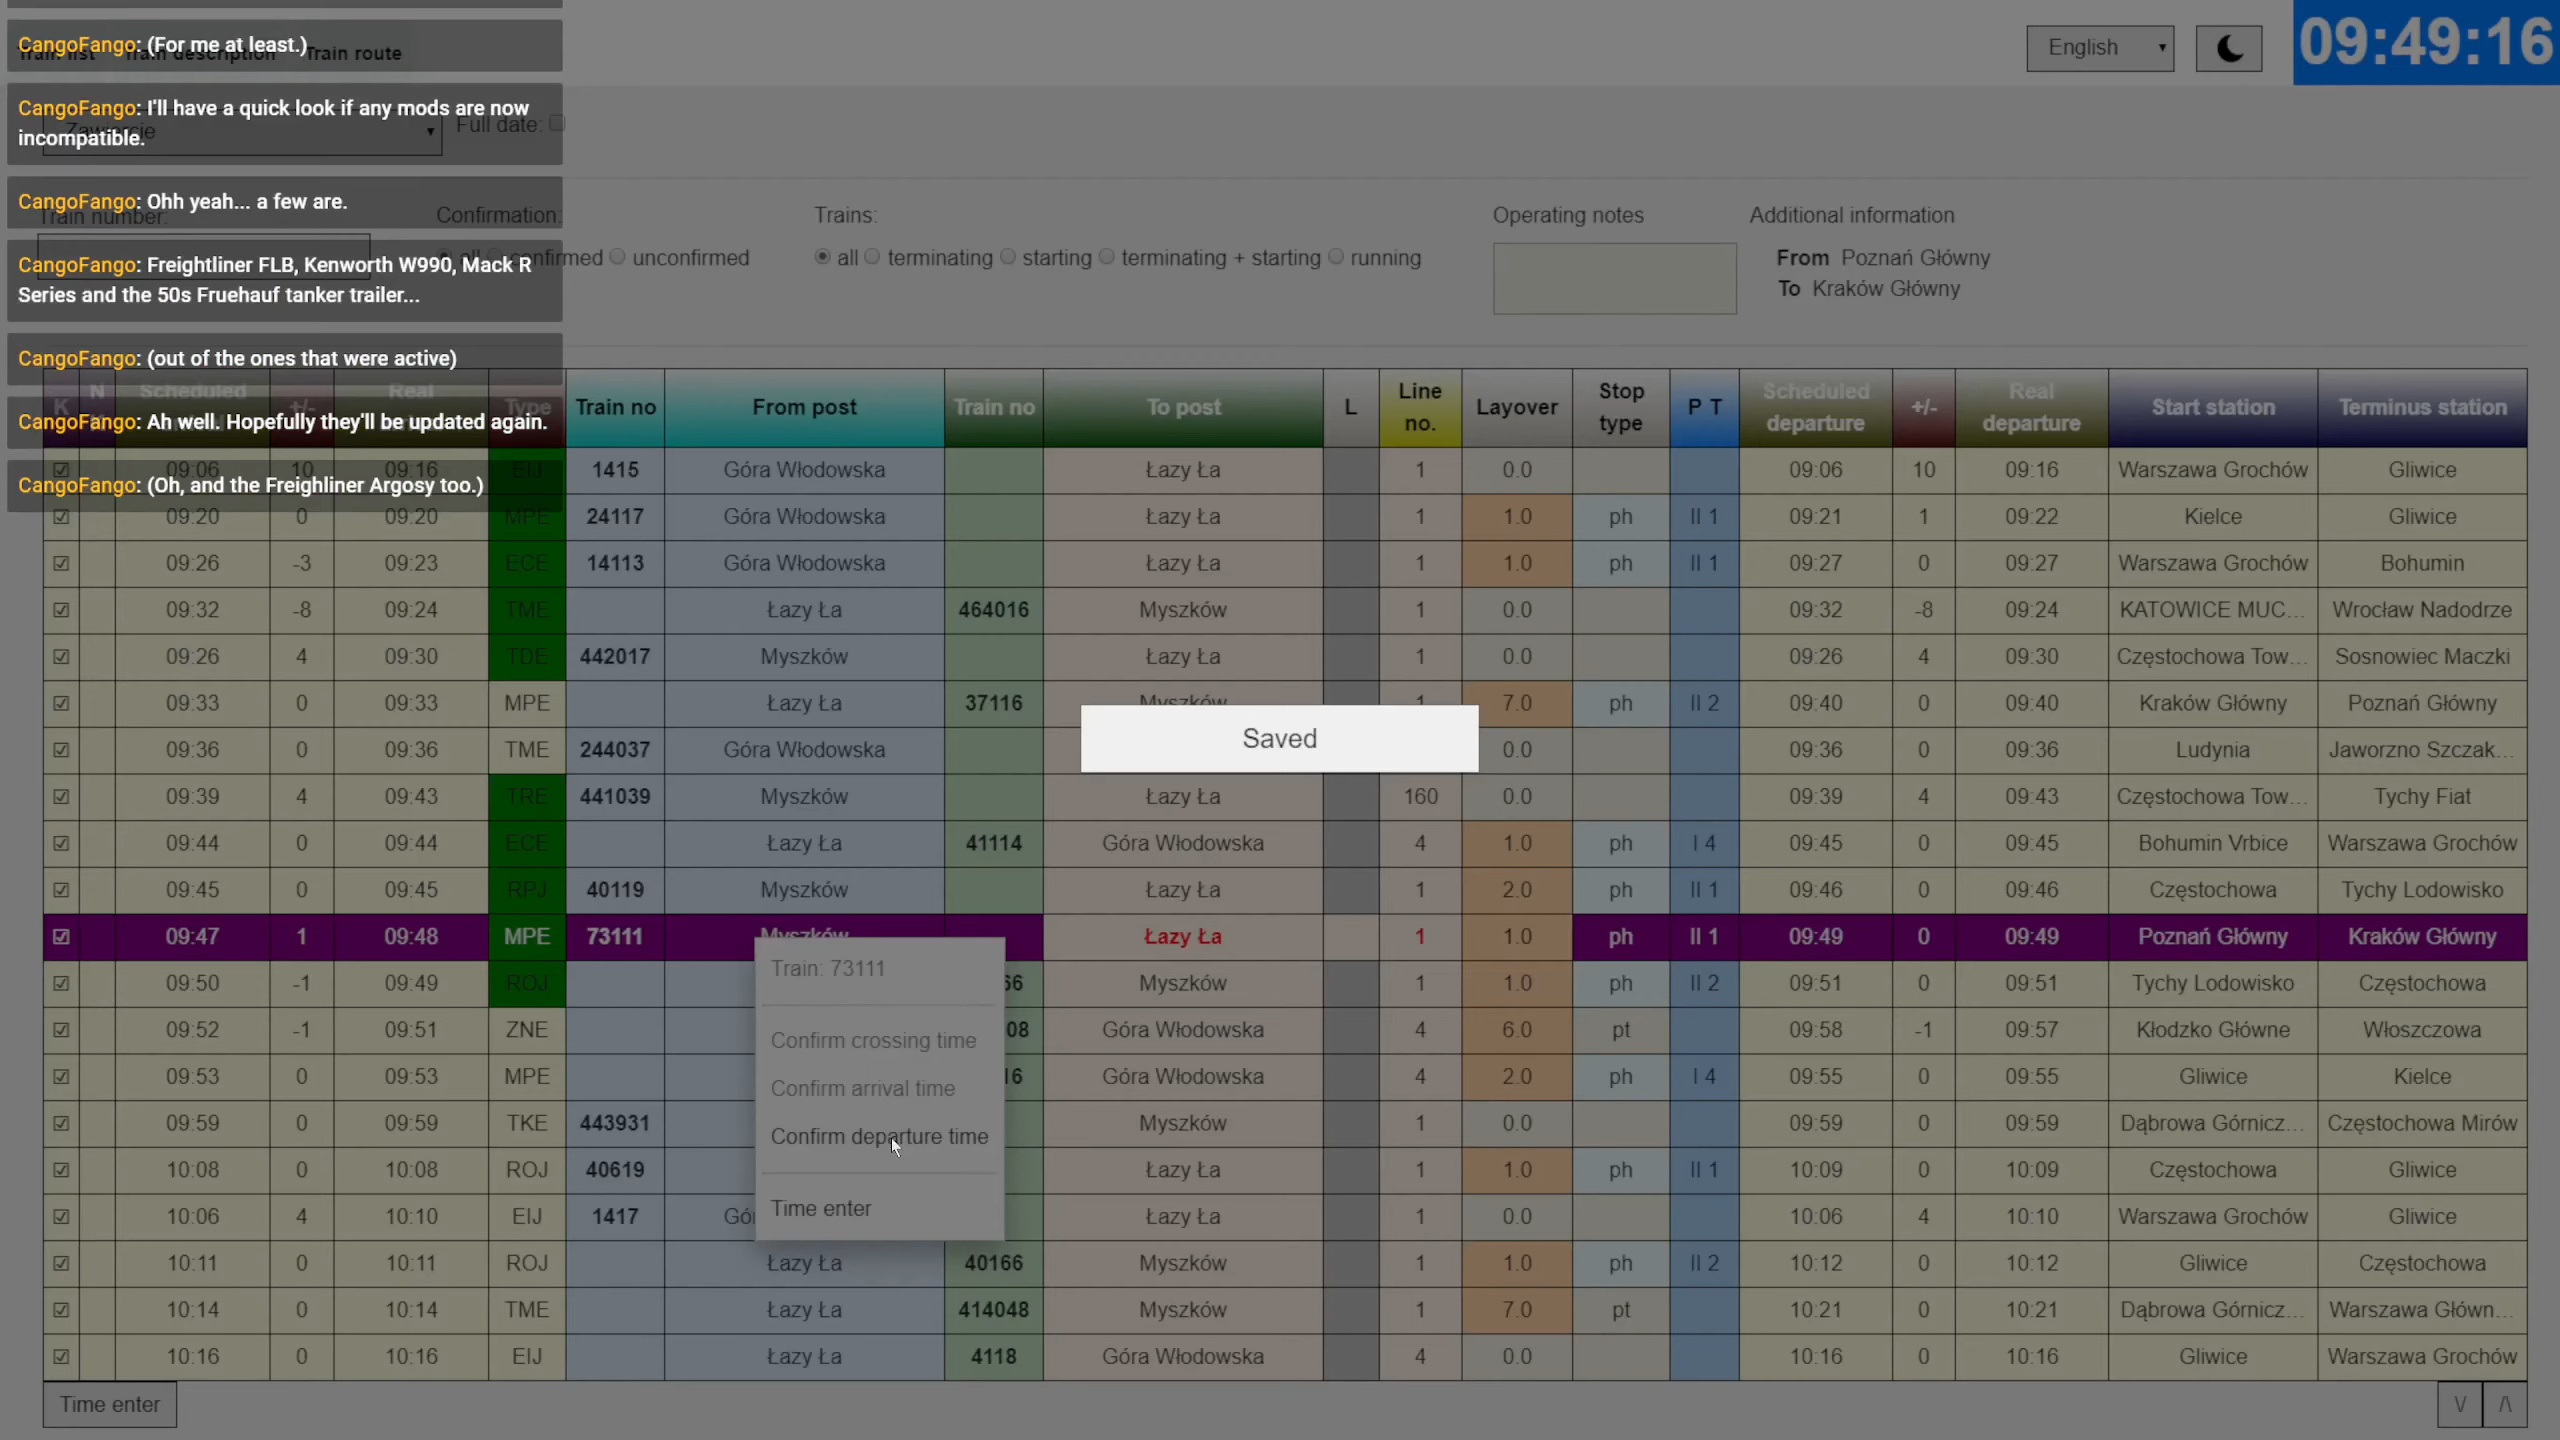 CangoFango: (For me at least.)
Train list Train description Train route
English
09:49:16
CangoFango: I'll have a quick look if any mods are now
incompatible.
Zawiercie
Full date:
CangoFango: Ohh yeah... a few are.
Train number:
Confirmation:
Trains:
Operating notes
Additional information
CangoFango: Freightliner FLB, Kenworth W990, Mack R
Series and the 50s Fruehauf tanker trailer...
all confirmed unconfirmed
all terminating starting terminating + starting running
From Poznań Główny
To Kraków Główny
CangoFango: (out of the ones that were active)
CangoFango: Ah well. Hopefully they'll be updated again.
CangoFango: (Oh, and the Freighliner Argosy too.)
K N Scheduled +/- Real Type Train no From post Train no To post L Line no. Layover Stop type P T Scheduled departure +/- Real departure Start station Terminus station
09:06 10 09:16 EIJ 1415 Góra Włodowska Łazy Ła 1 0.0 09:06 10 09:16 Warszawa Grochów Gliwice
09:20 0 09:20 MPE 24117 Góra Włodowska Łazy Ła 1 1.0 ph II 1 09:21 1 09:22 Kielce Gliwice
09:26 -3 09:23 ECE 14113 Góra Włodowska Łazy Ła 1 1.0 ph II 1 09:27 0 09:27 Warszawa Grochów Bohumin
09:32 -8 09:24 TME Łazy Ła 464016 Myszków 1 0.0 09:32 -8 09:24 KATOWICE MUC... Wrocław Nadodrze
09:26 4 09:30 TDE 442017 Myszków Łazy Ła 1 0.0 09:26 4 09:30 Częstochowa Tow... Sosnowiec Maczki
09:33 0 09:33 MPE Łazy Ła 37116 Myszków 1 7.0 ph II 2 09:40 0 09:40 Kraków Główny Poznań Główny
09:36 0 09:36 TME 244037 Góra Włodowska 0.0 09:36 0 09:36 Ludynia Jaworzno Szczak...
Saved
09:39 4 09:43 TRE 441039 Myszków Łazy Ła 160 0.0 09:39 4 09:43 Częstochowa Tow... Tychy Fiat
09:44 0 09:44 ECE Łazy Ła 41114 Góra Włodowska 4 1.0 ph I 4 09:45 0 09:45 Bohumin Vrbice Warszawa Grochów
09:45 0 09:45 RPJ 40119 Myszków Łazy Ła 1 2.0 ph II 1 09:46 0 09:46 Częstochowa Tychy Lodowisko
09:47 1 09:48 MPE 73111 Myszków Łazy Ła 1 1.0 ph II 1 09:49 0 09:49 Poznań Główny Kraków Główny
09:50 -1 09:49 ROJ 66 Myszków 1 1.0 ph II 2 09:51 0 09:51 Tychy Lodowisko Częstochowa
09:52 -1 09:51 ZNE 08 Góra Włodowska 4 6.0 pt 09:58 -1 09:57 Kłodzko Główne Włoszczowa
09:53 0 09:53 MPE 16 Góra Włodowska 4 2.0 ph I 4 09:55 0 09:55 Gliwice Kielce
09:59 0 09:59 TKE 443931 Myszków 1 0.0 09:59 0 09:59 Dąbrowa Górnicz... Częstochowa Mirów
10:08 0 10:08 ROJ 40619 Łazy Ła 1 1.0 ph II 1 10:09 0 10:09 Częstochowa Gliwice
10:06 4 10:10 EIJ 1417 Gór Łazy Ła 1 0.0 10:06 4 10:10 Warszawa Grochów Gliwice
10:11 0 10:11 ROJ Łazy Ła 40166 Myszków 1 1.0 ph II 2 10:12 0 10:12 Gliwice Częstochowa
10:14 0 10:14 TME Łazy Ła 414048 Myszków 1 7.0 pt 10:21 0 10:21 Dąbrowa Górnicz... Warszawa Główn...
10:16 0 10:16 EIJ Łazy Ła 4118 Góra Włodowska 4 0.0 10:16 0 10:16 Gliwice Warszawa Grochów
Train: 73111
Confirm crossing time
Confirm arrival time
Confirm departure time
Time enter
Time enter
\/ /\